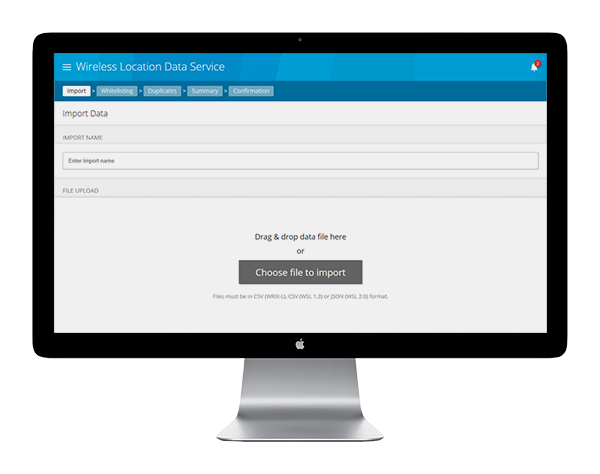 Wireless Location Data Service
2
Import > Whitelisting > Duplicates > Summary > Confirmation
Import Data
IMPORT NAME
Enter import name
FILE UPLOAD
Drag & drop data file here
or
Choose file to import
Files must be in CSV (WRIX-L), CSV (WSL 1.3) or JSON (WSL 2.0) format.